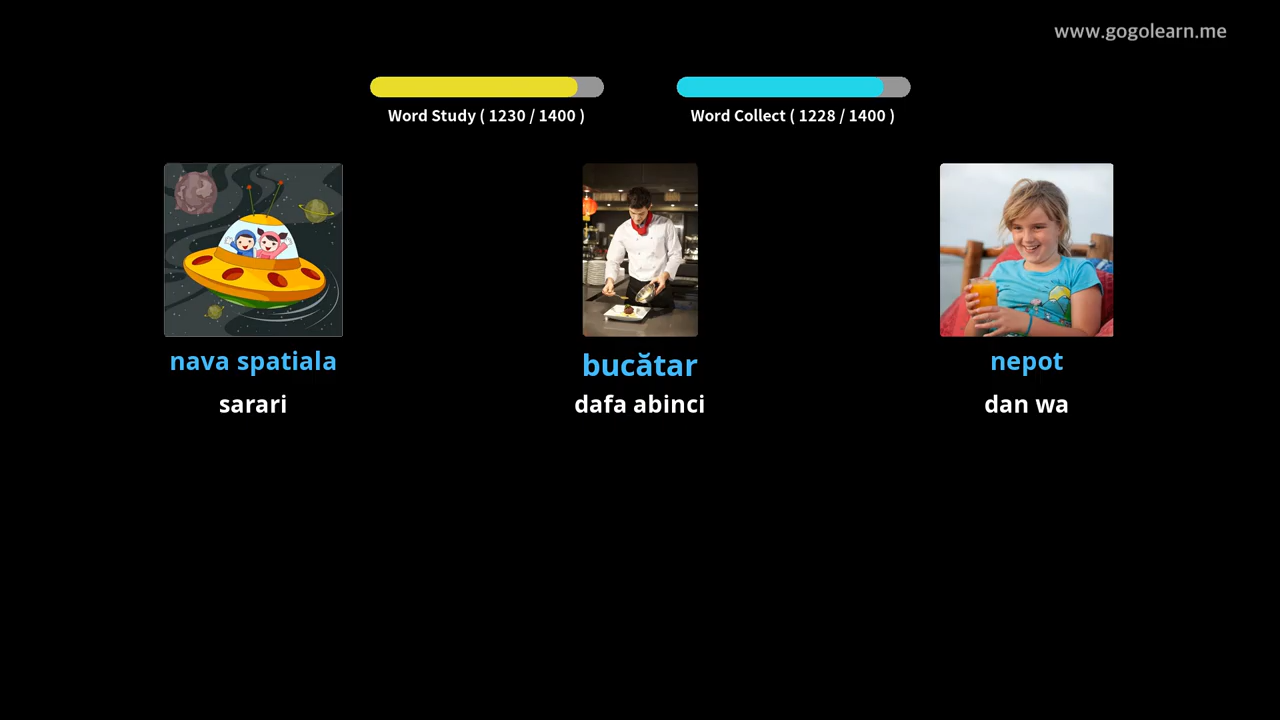 www.gogolearn.me
Word Study ( 1230 / 1400 )
Word Collect ( 1228 / 1400 )
nava spatiala
bucătar
nepot
sarari
dafa abinci
dan wa